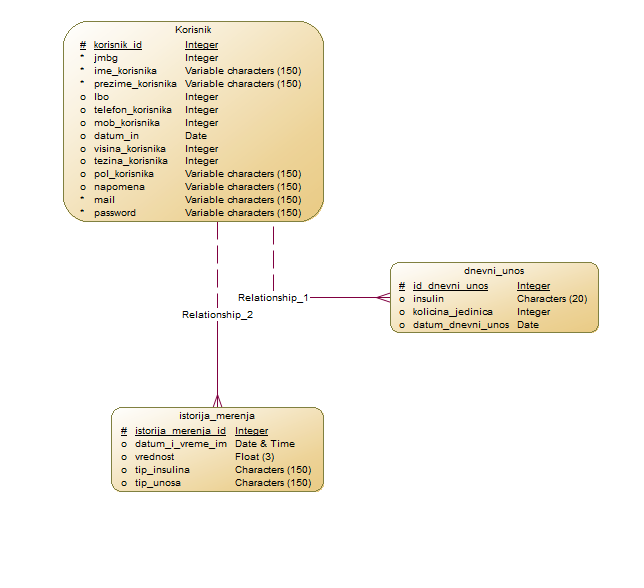 Korisnik
# korisnik_id Integer
* jmbg Integer
* ime_korisnika Variable characters (150)
* prezime_korisnika Variable characters (150)
o lbo Integer
o telefon_korisnika Integer
o mob_korisnika Integer
o datum_in Date
o visina_korisnika Integer
o tezina_korisnika Integer
o pol_korisnika Variable characters (150)
o napomena Variable characters (150)
* mail Variable characters (150)
* password Variable characters (150)
dnevni_unos
# id_dnevni_unos Integer
o insulin Characters (20)
o kolicina_jedinica Integer
o datum_dnevni_unos Date
Relationship_1
Relationship_2
istorija_merenja
# istorija_merenja_id Integer
o datum_i_vreme_im Date & Time
o vrednost Float (3)
o tip_insulina Characters (150)
o tip_unosa Characters (150)